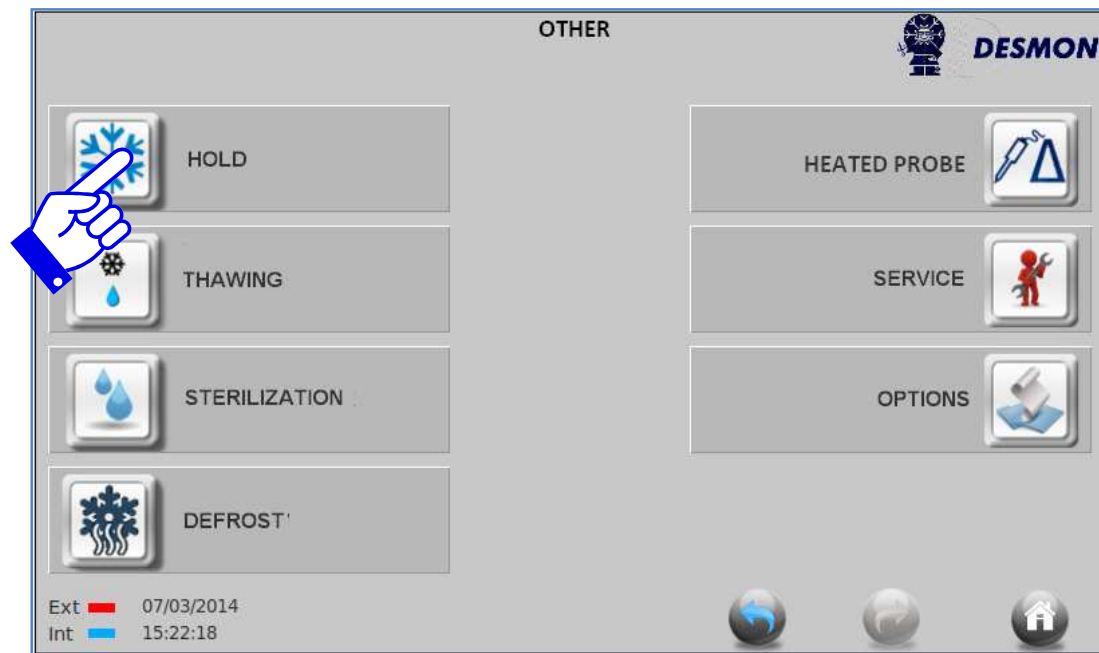 OTHER
DESMON
HOLD
HEATED PROBE
THAWING
SERVICE
STERILIZATION
OPTIONS
DEFROST
Ext 07/03/2014
Int 15:22:18